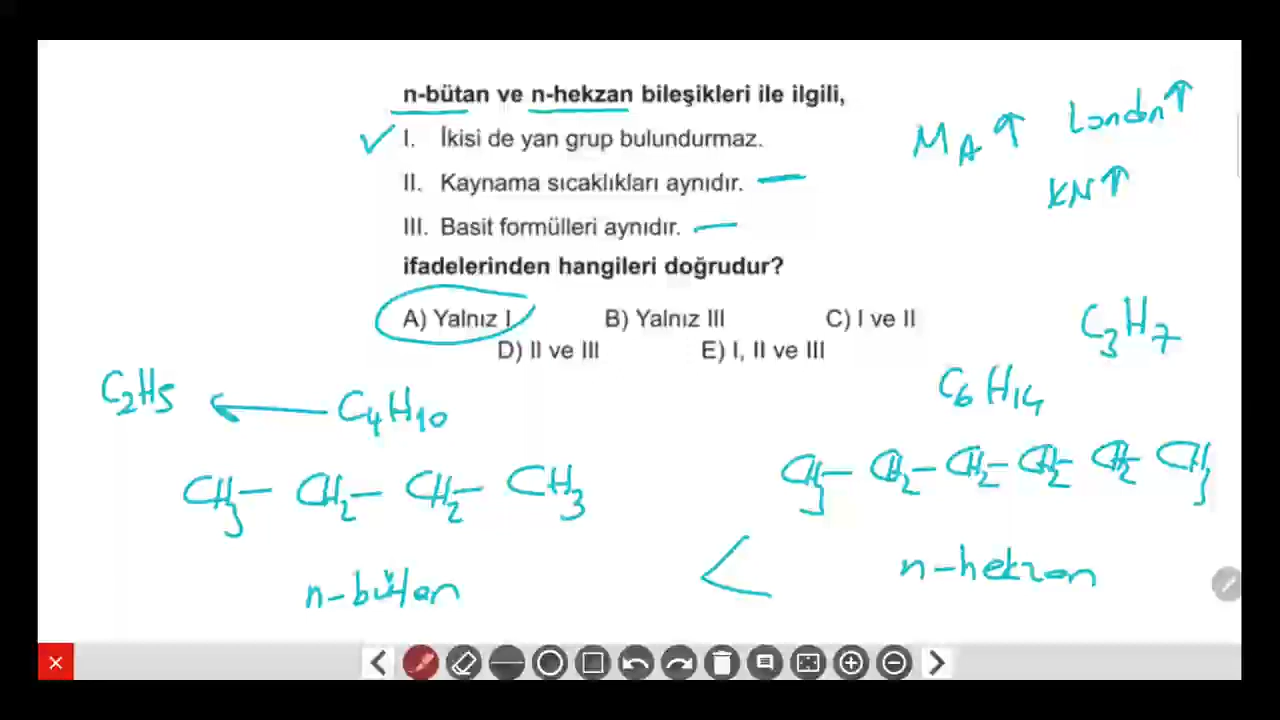 n-bütan ve n-hekzan bileşikleri ile ilgili,
I. İkisi de yan grup bulundurmaz.
II. Kaynama sıcaklıkları aynıdır.
III. Basit formülleri aynıdır.
ifadelerinden hangileri doğrudur?
A) Yalnız I B) Yalnız III C) I ve II
D) II ve III E) I, II ve III
MA↑ London↑
KN↑
C3H7
C2H5 ← C4H10
C6H14
CH3 — CH2 — CH2 — CH3
CH3 — CH2 — CH2 — CH2 — CH2 — CH3
n-bütan < n-hekzan